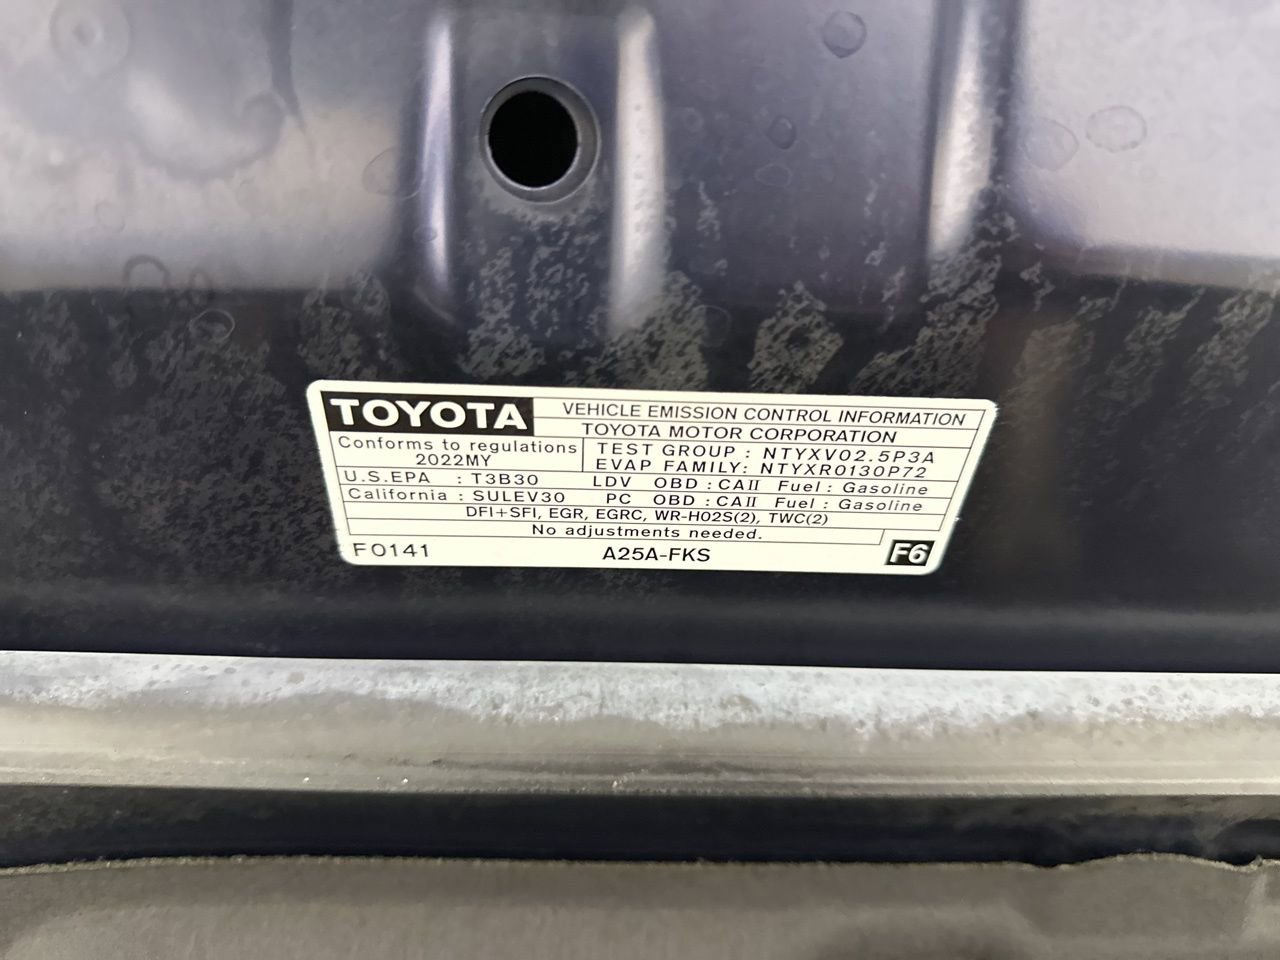 TOYOTA
VEHICLE EMISSION CONTROL INFORMATION
TOYOTA MOTOR CORPORATION
Conforms to regulations
2022MY
TEST GROUP : NTYXV02.5P3A
EVAP FAMILY: NTYXR0130P72
U.S.EPA : T3B30 LDV OBD : CAII Fuel : Gasoline
California : SULEV30 PC OBD : CAII Fuel : Gasoline
DFI+SFI, EGR, EGRC, WR-HO2S(2), TWC(2)
No adjustments needed.
F0141 A25A-FKS F6